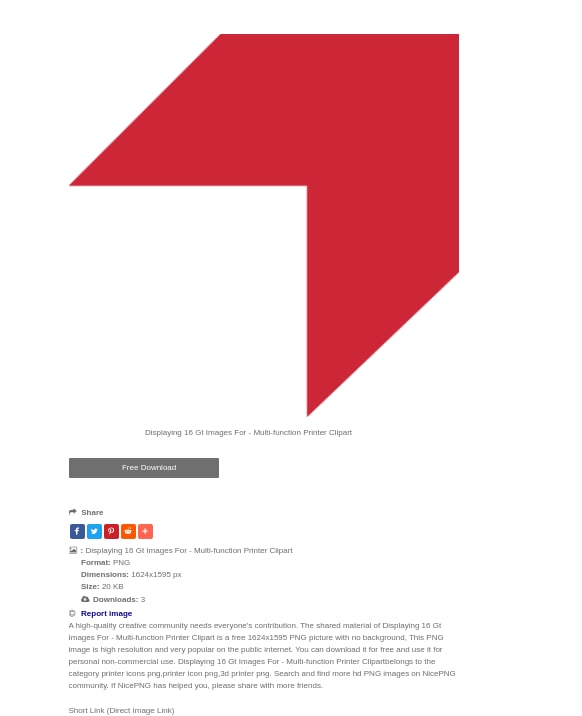 Displaying 16 Gt Images For - Multi-function Printer Clipart
Free Download
Share
: Displaying 16 Gt Images For - Multi-function Printer Clipart
Format: PNG
Dimensions: 1624x1595 px
Size: 20 KB
Downloads: 3
Report image
A high-quality creative community needs everyone's contribution. The shared material of Displaying 16 Gt
Images For - Multi-function Printer Clipart is a free 1624x1595 PNG picture with no background, This PNG
image is high resolution and very popular on the public internet. You can download it for free and use it for
personal non-commercial use. Displaying 16 Gt Images For - Multi-function Printer Clipartbelongs to the
category printer icons png,printer icon png,3d printer png. Search and find more hd PNG images on NicePNG
community. If NicePNG has helped you, please share with more friends.
Short Link (Direct Image Link)